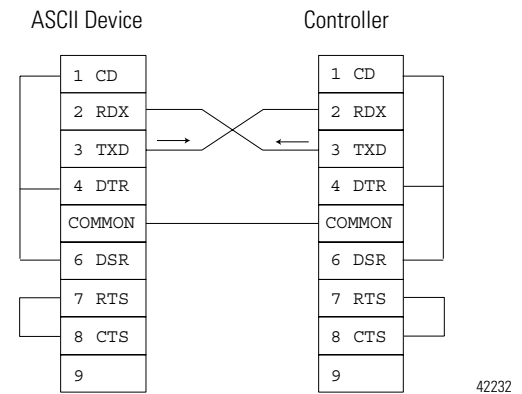 ASCII Device
Controller
1 CD
2 RDX
3 TXD
4 DTR
COMMON
6 DSR
7 RTS
8 CTS
9
1 CD
2 RDX
3 TXD
4 DTR
COMMON
6 DSR
7 RTS
8 CTS
9
42232